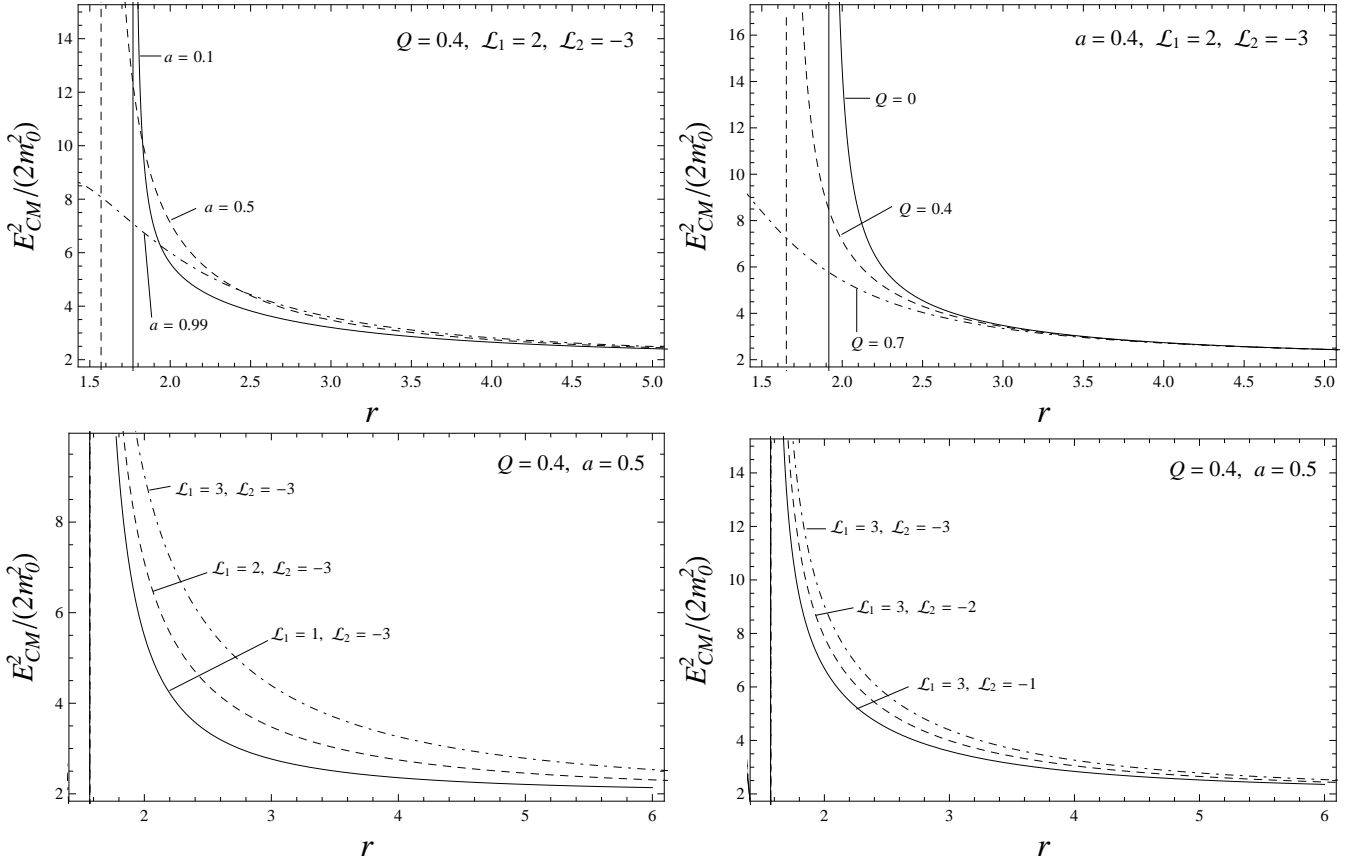 Q = 0.4, ℒ₁ = 2, ℒ₂ = −3
a = 0.1
a = 0.5
a = 0.99
14
12
10
8
6
4
2
E²_CM/(2m²₀)
1.5 2.0 2.5 3.0 3.5 4.0 4.5 5.0
r
a = 0.4, ℒ₁ = 2, ℒ₂ = −3
Q = 0
Q = 0.4
Q = 0.7
16
14
12
10
8
6
4
2
E²_CM/(2m²₀)
1.5 2.0 2.5 3.0 3.5 4.0 4.5 5.0
r
Q = 0.4, a = 0.5
ℒ₁ = 3, ℒ₂ = −3
ℒ₁ = 2, ℒ₂ = −3
ℒ₁ = 1, ℒ₂ = −3
8
6
4
2
E²_CM/(2m²₀)
2 3 4 5 6
r
Q = 0.4, a = 0.5
ℒ₁ = 3, ℒ₂ = −3
ℒ₁ = 3, ℒ₂ = −2
ℒ₁ = 3, ℒ₂ = −1
14
12
10
8
6
4
2
E²_CM/(2m²₀)
2 3 4 5 6
r